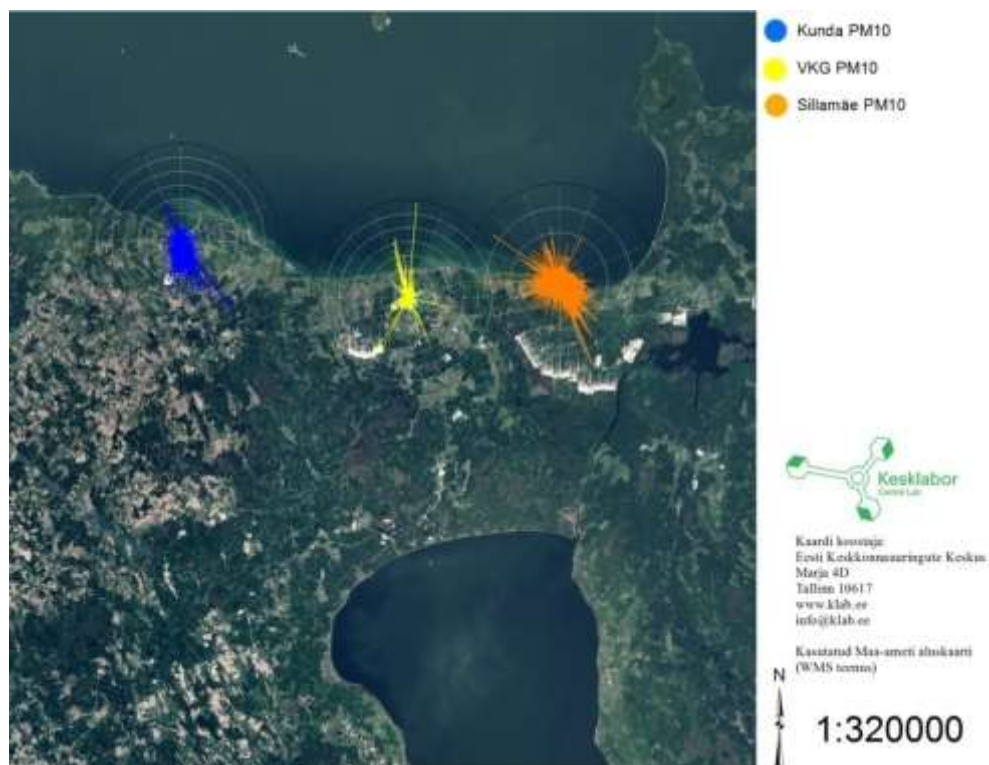 Kunda PM10
VKG PM10
Sillamäe PM10
Kesklabor
Central Lab
Kaardi koostaja:
Eesti Keskkonnauuringute Keskus
Marja 4D
Tallinn 10617
www.klab.ee
info@klab.ee
Kasutatud Maa-ameti aluskaarti
(WMS teenus)
N
1:320000